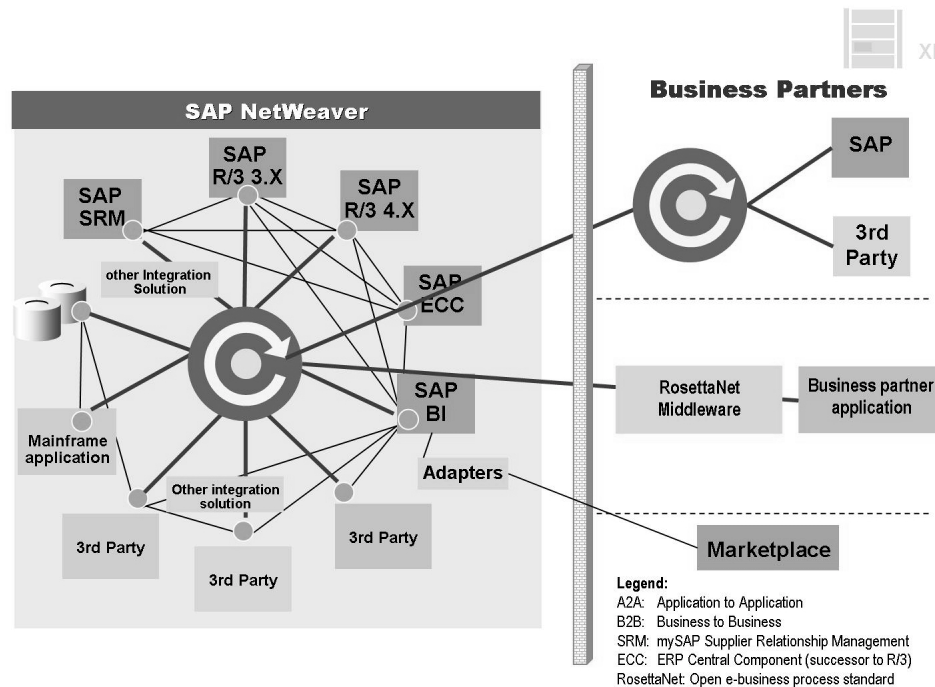 XI
Business Partners
SAP NetWeaver
SAP
R/3 3.X
SAP
SRM
SAP
R/3 4.X
other Integration
Solution
SAP
ECC
SAP
BI
Mainframe
application
Adapters
Other integration
solution
3rd Party
3rd Party
3rd Party
SAP
3rd
Party
RosettaNet
Middleware
Business partner
application
Marketplace
Legend:
A2A: Application to Application
B2B: Business to Business
SRM: mySAP Supplier Relationship Management
ECC: ERP Central Component (successor to R/3)
RosettaNet: Open e-business process standard